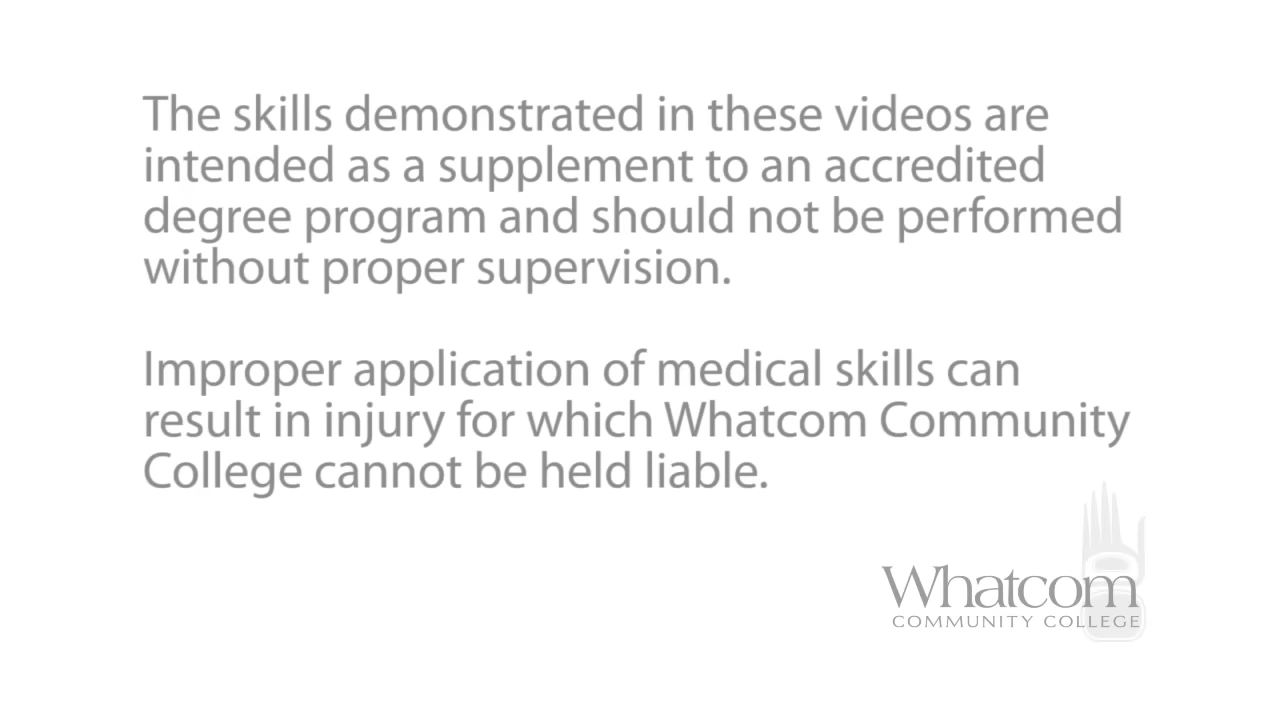 The skills demonstrated in these videos are
intended as a supplement to an accredited
degree program and should not be performed
without proper supervision.
Improper application of medical skills can
result in injury for which Whatcom Community
College cannot be held liable.
Whatcom
COMMUNITY COLLEGE